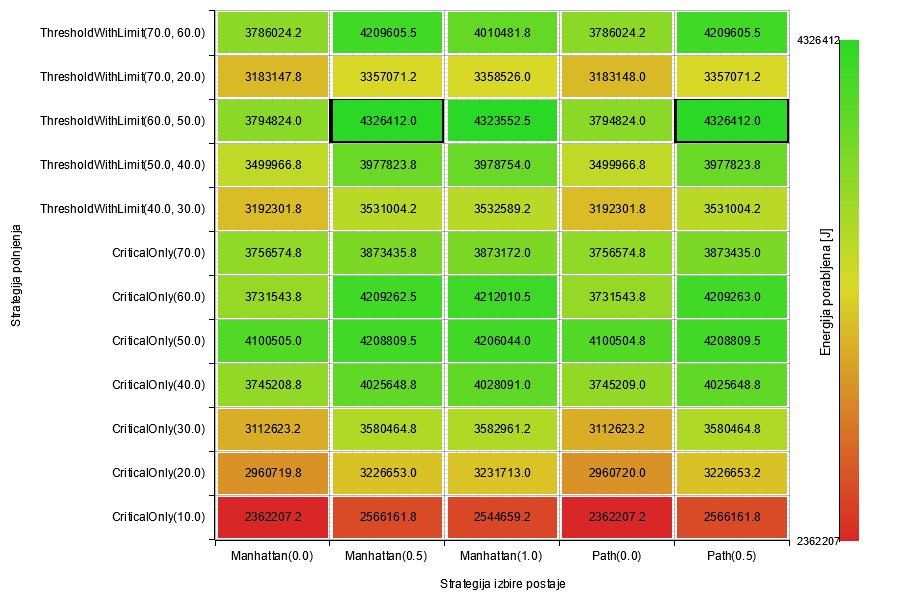 ThresholdWithLimit(70.0, 60.0) 3786024.2 4209605.5 4010481.8 3786024.2 4209605.5
ThresholdWithLimit(70.0, 20.0) 3183147.8 3357071.2 3358526.0 3183148.0 3357071.2
ThresholdWithLimit(60.0, 50.0) 3794824.0 4326412.0 4323552.5 3794824.0 4326412.0
ThresholdWithLimit(50.0, 40.0) 3499966.8 3977823.8 3978754.0 3499966.8 3977823.8
ThresholdWithLimit(40.0, 30.0) 3192301.8 3531004.2 3532589.2 3192301.8 3531004.2
CriticalOnly(70.0) 3756574.8 3873435.8 3873172.0 3756574.8 3873435.0
CriticalOnly(60.0) 3731543.8 4209262.5 4212010.5 3731543.8 4209263.0
CriticalOnly(50.0) 4100505.0 4208809.5 4206044.0 4100504.8 4208809.5
CriticalOnly(40.0) 3745208.8 4025648.8 4028091.0 3745209.0 4025648.8
CriticalOnly(30.0) 3112623.2 3580464.8 3582961.2 3112623.2 3580464.8
CriticalOnly(20.0) 2960719.8 3226653.0 3231713.0 2960720.0 3226653.2
CriticalOnly(10.0) 2362207.2 2566161.8 2544659.2 2362207.2 2566161.8
Manhattan(0.0) Manhattan(0.5) Manhattan(1.0) Path(0.0) Path(0.5)
Strategija izbire postaje
Strategija polnjenja
4326412
Energija porabljena [J]
2362207